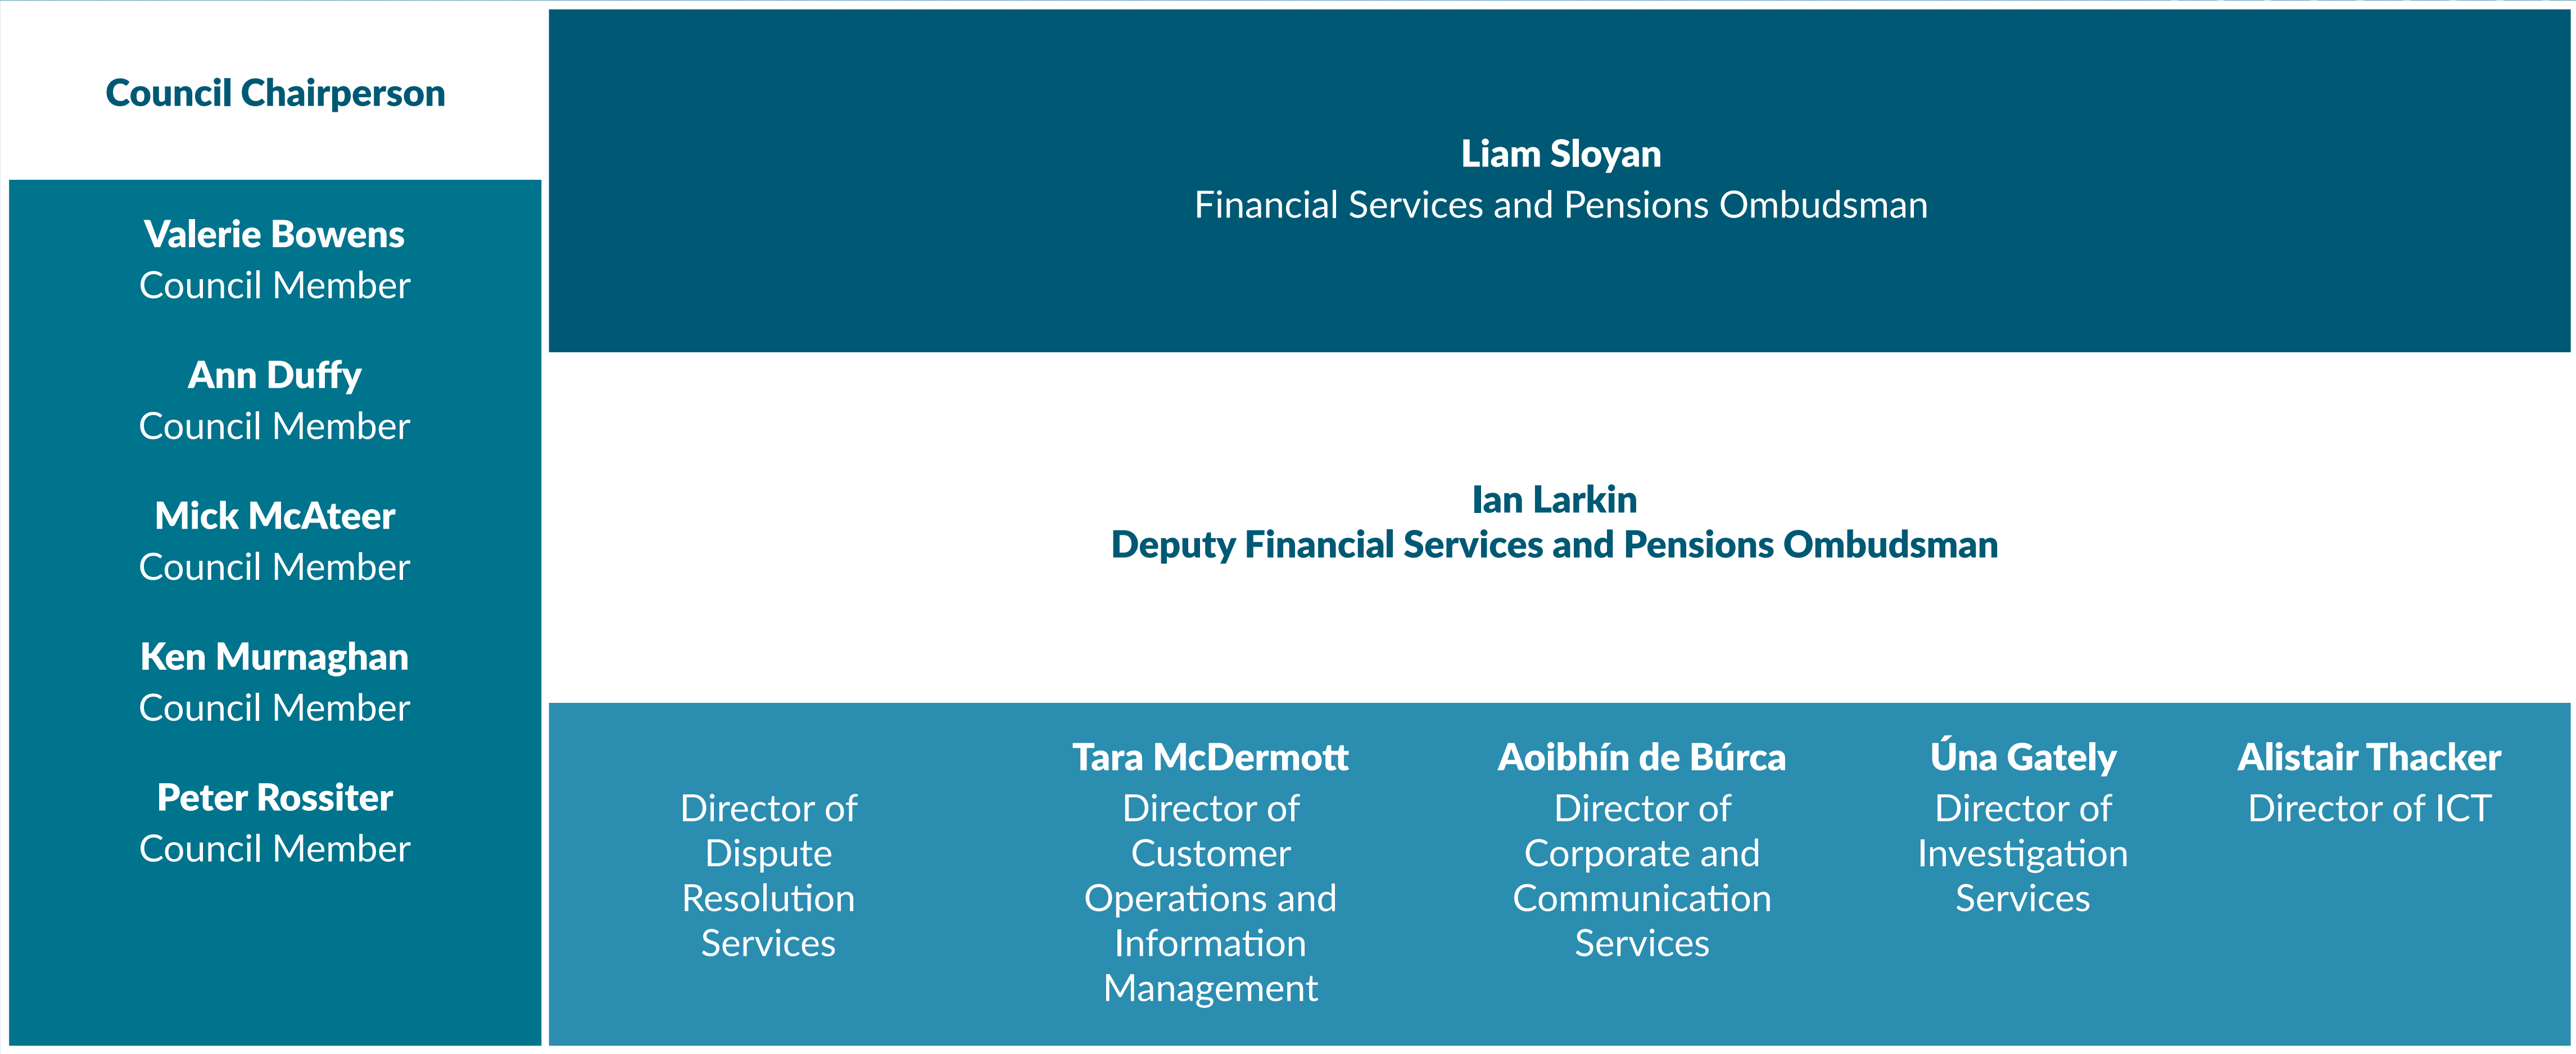 Council Chairperson
Valerie Bowens
Council Member
Ann Duffy
Council Member
Mick McAteer
Council Member
Ken Murnaghan
Council Member
Peter Rossiter
Council Member
Liam Sloyan
Financial Services and Pensions Ombudsman
Ian Larkin
Deputy Financial Services and Pensions Ombudsman
Director of
Dispute
Resolution
Services
Tara McDermott
Director of
Customer
Operations and
Information
Management
Aoibhín de Búrca
Director of
Corporate and
Communication
Services
Úna Gately
Director of
Investigation
Services
Alistair Thacker
Director of ICT